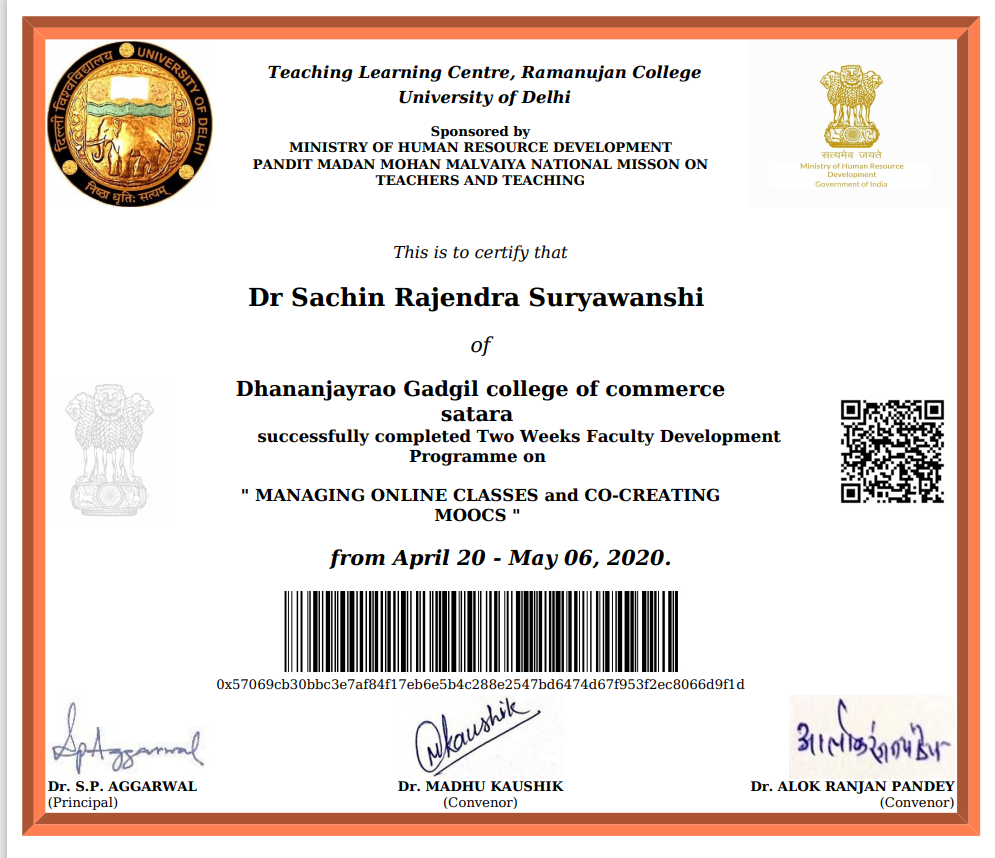 दिल्ली विश्वविद्यालय
UNIVERSITY OF DELHI
निष्ठा धृतिः सत्यम्
Teaching Learning Centre, Ramanujan College
University of Delhi
Sponsored by
MINISTRY OF HUMAN RESOURCE DEVELOPMENT
PANDIT MADAN MOHAN MALVAIYA NATIONAL MISSON ON
TEACHERS AND TEACHING
सत्यमेव जयते
Ministry of Human Resource
Development
Government of India
This is to certify that
Dr Sachin Rajendra Suryawanshi
of
Dhananjayrao Gadgil college of commerce
satara
successfully completed Two Weeks Faculty Development
Programme on
" MANAGING ONLINE CLASSES and CO-CREATING
MOOCS "
from April 20 - May 06, 2020.
0x57069cb30bbc3e7af84f17eb6e5b4c288e2547bd6474d67f953f2ec8066d9f1d
SpAggarwal
Mkaushik
आलोक रंजन पांडेय
Dr. S.P. AGGARWAL
Dr. MADHU KAUSHIK
Dr. ALOK RANJAN PANDEY
(Principal)
(Convenor)
(Convenor)